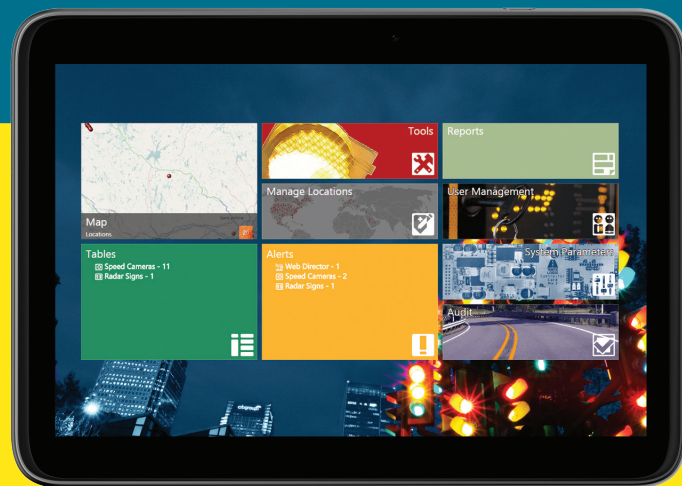 Map
Locations
Tools
Reports
Manage Locations
User Management
Tables
Speed Cameras - 11
Radar Signs - 1
Alerts
Web Director - 1
Speed Cameras - 2
Radar Signs - 1
System Parameters
Audit
citigroup